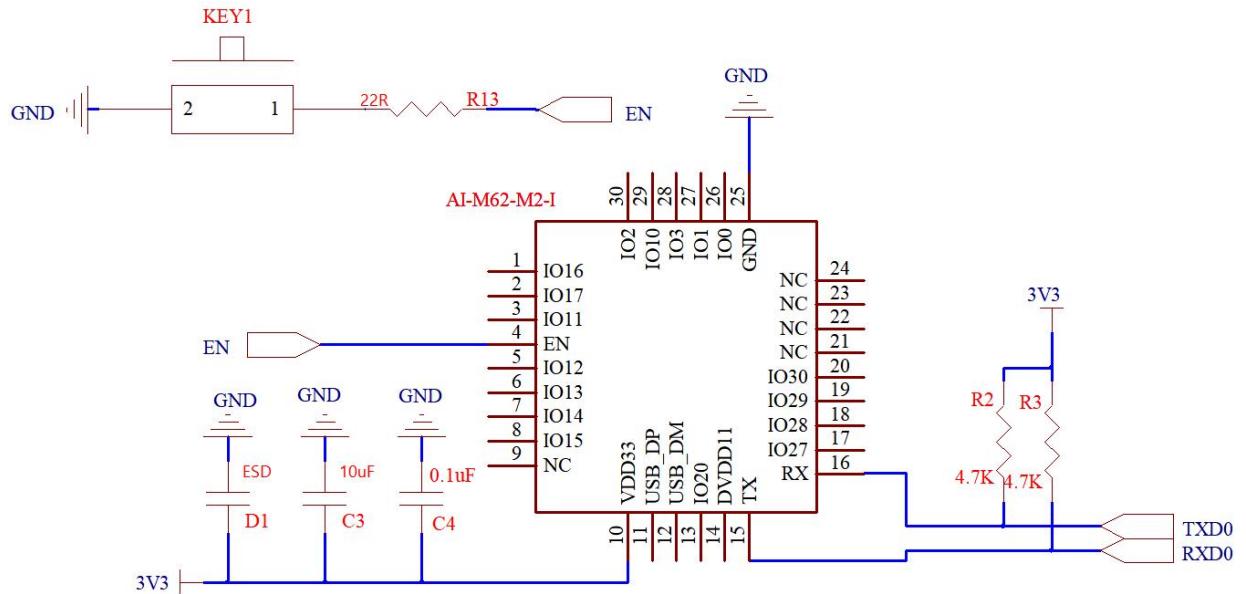 KEY1
GND
2
1
22R
R13
EN
GND
AI-M62-M2-I
30
29
28
27
26
25
IO2
IO10
IO3
IO1
IO0
GND
1
IO16
2
IO17
3
IO11
4
EN
5
IO12
6
IO13
7
IO14
8
IO15
9
NC
NC
24
NC
23
NC
22
NC
21
IO30
20
IO29
19
IO28
18
IO27
17
RX
16
VDD33
USB_DP
USB_DM
IO20
DVDD11
TX
10
11
12
13
14
15
EN
GND
GND
GND
ESD
D1
10uF
C3
0.1uF
C4
3V3
3V3
R2
R3
4.7K
4.7K
TXD0
RXD0